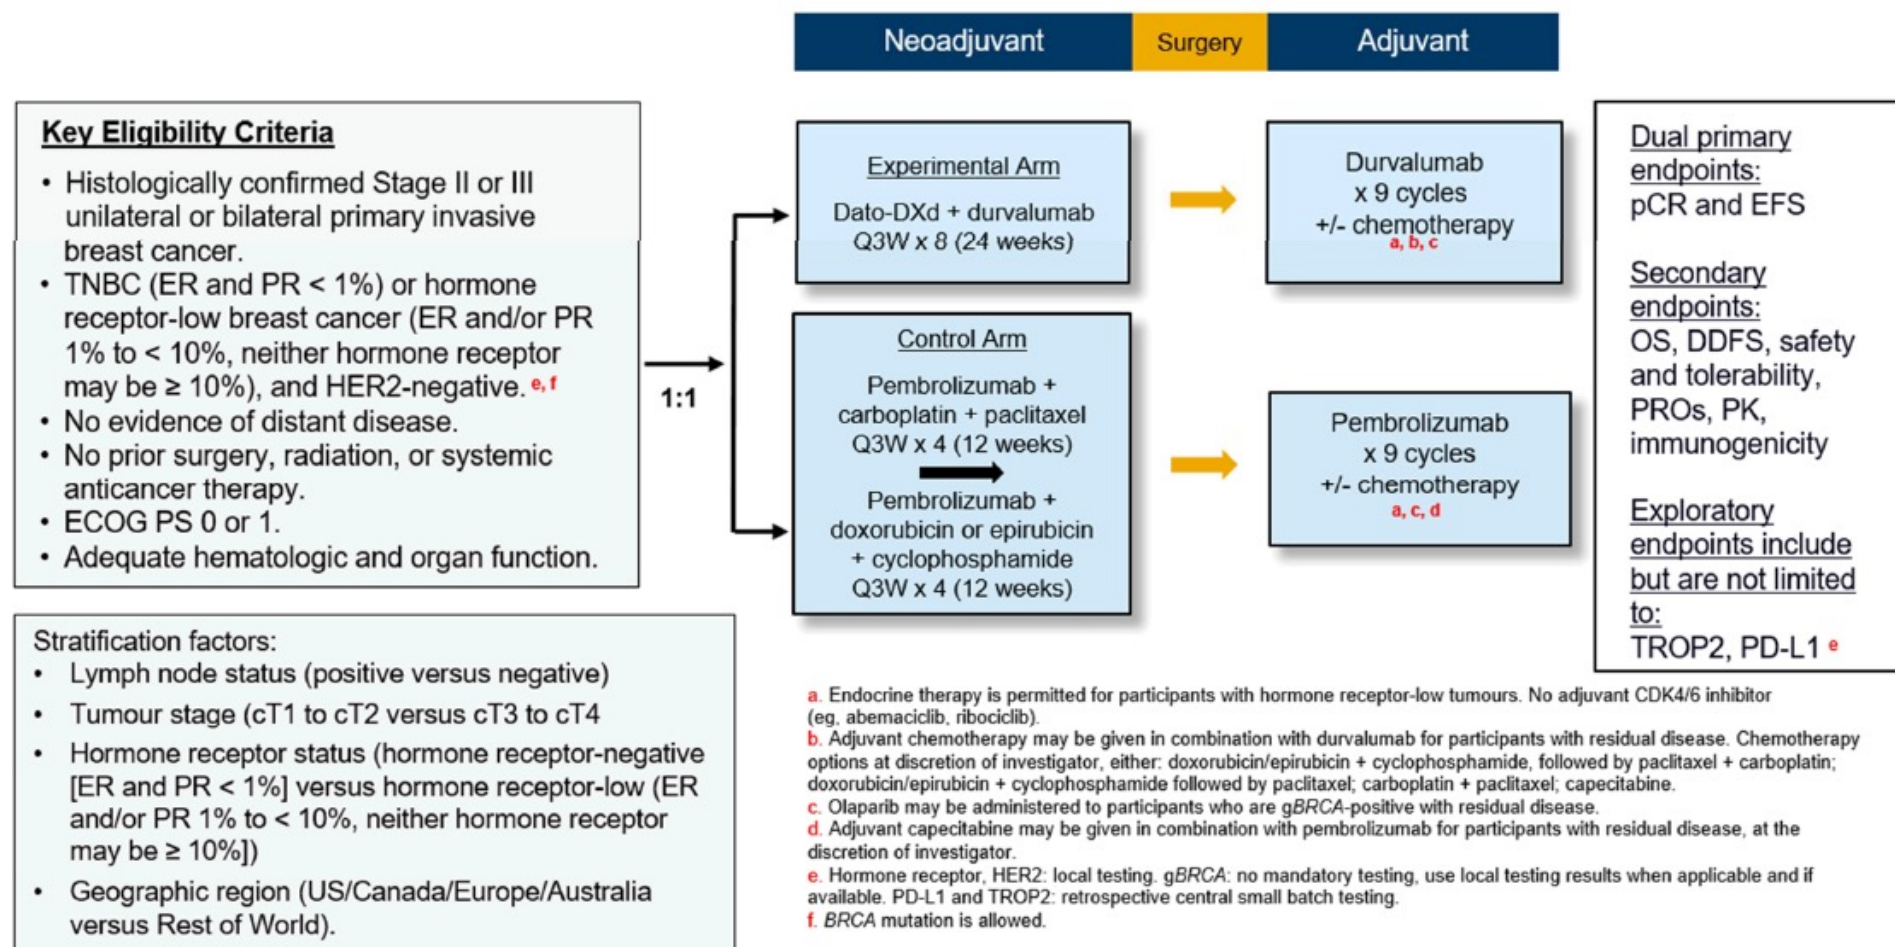 Neoadjuvant
Surgery
Adjuvant
Key Eligibility Criteria
• Histologically confirmed Stage II or III
unilateral or bilateral primary invasive
breast cancer.
• TNBC (ER and PR < 1%) or hormone
receptor-low breast cancer (ER and/or PR
1% to < 10%, neither hormone receptor
may be ≥ 10%), and HER2-negative. e, f
• No evidence of distant disease.
• No prior surgery, radiation, or systemic
anticancer therapy.
• ECOG PS 0 or 1.
• Adequate hematologic and organ function.
Stratification factors:
• Lymph node status (positive versus negative)
• Tumour stage (cT1 to cT2 versus cT3 to cT4
• Hormone receptor status (hormone receptor-negative
[ER and PR < 1%] versus hormone receptor-low (ER
and/or PR 1% to < 10%, neither hormone receptor
may be ≥ 10%])
• Geographic region (US/Canada/Europe/Australia
versus Rest of World).
1:1
Experimental Arm
Dato-DXd + durvalumab
Q3W x 8 (24 weeks)
Durvalumab
x 9 cycles
+/- chemotherapy
a, b, c
Control Arm
Pembrolizumab +
carboplatin + paclitaxel
Q3W x 4 (12 weeks)
Pembrolizumab +
doxorubicin or epirubicin
+ cyclophosphamide
Q3W x 4 (12 weeks)
Pembrolizumab
x 9 cycles
+/- chemotherapy
a, c, d
Dual primary
endpoints:
pCR and EFS
Secondary
endpoints:
OS, DDFS, safety
and tolerability,
PROs, PK,
immunogenicity
Exploratory
endpoints include
but are not limited
to:
TROP2, PD-L1 e
a. Endocrine therapy is permitted for participants with hormone receptor-low tumours. No adjuvant CDK4/6 inhibitor
(eg, abemaciclib, ribociclib).
b. Adjuvant chemotherapy may be given in combination with durvalumab for participants with residual disease. Chemotherapy
options at discretion of investigator, either: doxorubicin/epirubicin + cyclophosphamide, followed by paclitaxel + carboplatin;
doxorubicin/epirubicin + cyclophosphamide followed by paclitaxel; carboplatin + paclitaxel; capecitabine.
c. Olaparib may be administered to participants who are gBRCA-positive with residual disease.
d. Adjuvant capecitabine may be given in combination with pembrolizumab for participants with residual disease, at the
discretion of investigator.
e. Hormone receptor, HER2: local testing. gBRCA: no mandatory testing, use local testing results when applicable and if
available. PD-L1 and TROP2: retrospective central small batch testing.
f. BRCA mutation is allowed.